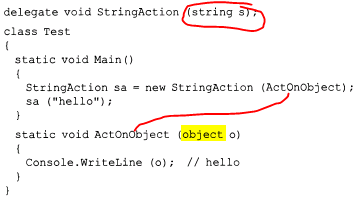 delegate void StringAction (string s);
class Test
{
  static void Main()
  {
    StringAction sa = new StringAction (ActOnObject);
    sa ("hello");
  }
  static void ActOnObject (object o)
  {
    Console.WriteLine (o);  // hello
  }
}